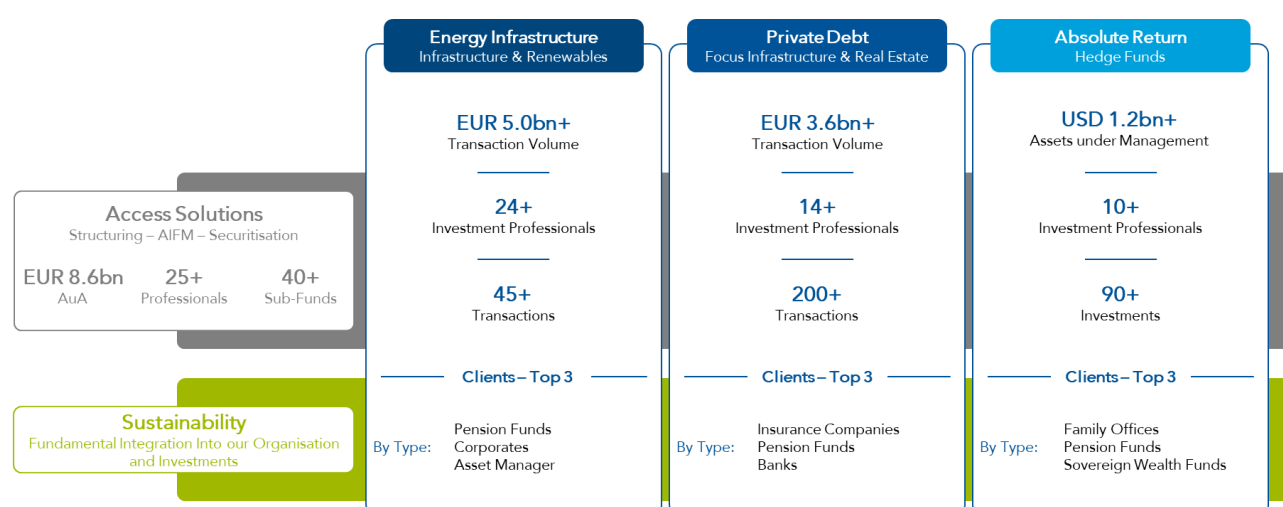 Energy Infrastructure
Infrastructure & Renewables
EUR 5.0bn+
Transaction Volume
24+
Investment Professionals
45+
Transactions
Clients – Top 3
By Type:
Pension Funds
Corporates
Asset Manager
Private Debt
Focus Infrastructure & Real Estate
EUR 3.6bn+
Transaction Volume
14+
Investment Professionals
200+
Transactions
Clients – Top 3
By Type:
Insurance Companies
Pension Funds
Banks
Absolute Return
Hedge Funds
USD 1.2bn+
Assets under Management
10+
Investment Professionals
90+
Investments
Clients – Top 3
By Type:
Family Offices
Pension Funds
Sovereign Wealth Funds
Access Solutions
Structuring – AIFM – Securitisation
EUR 8.6bn
AuA
25+
Professionals
40+
Sub-Funds
Sustainability
Fundamental Integration Into our Organisation
and Investments